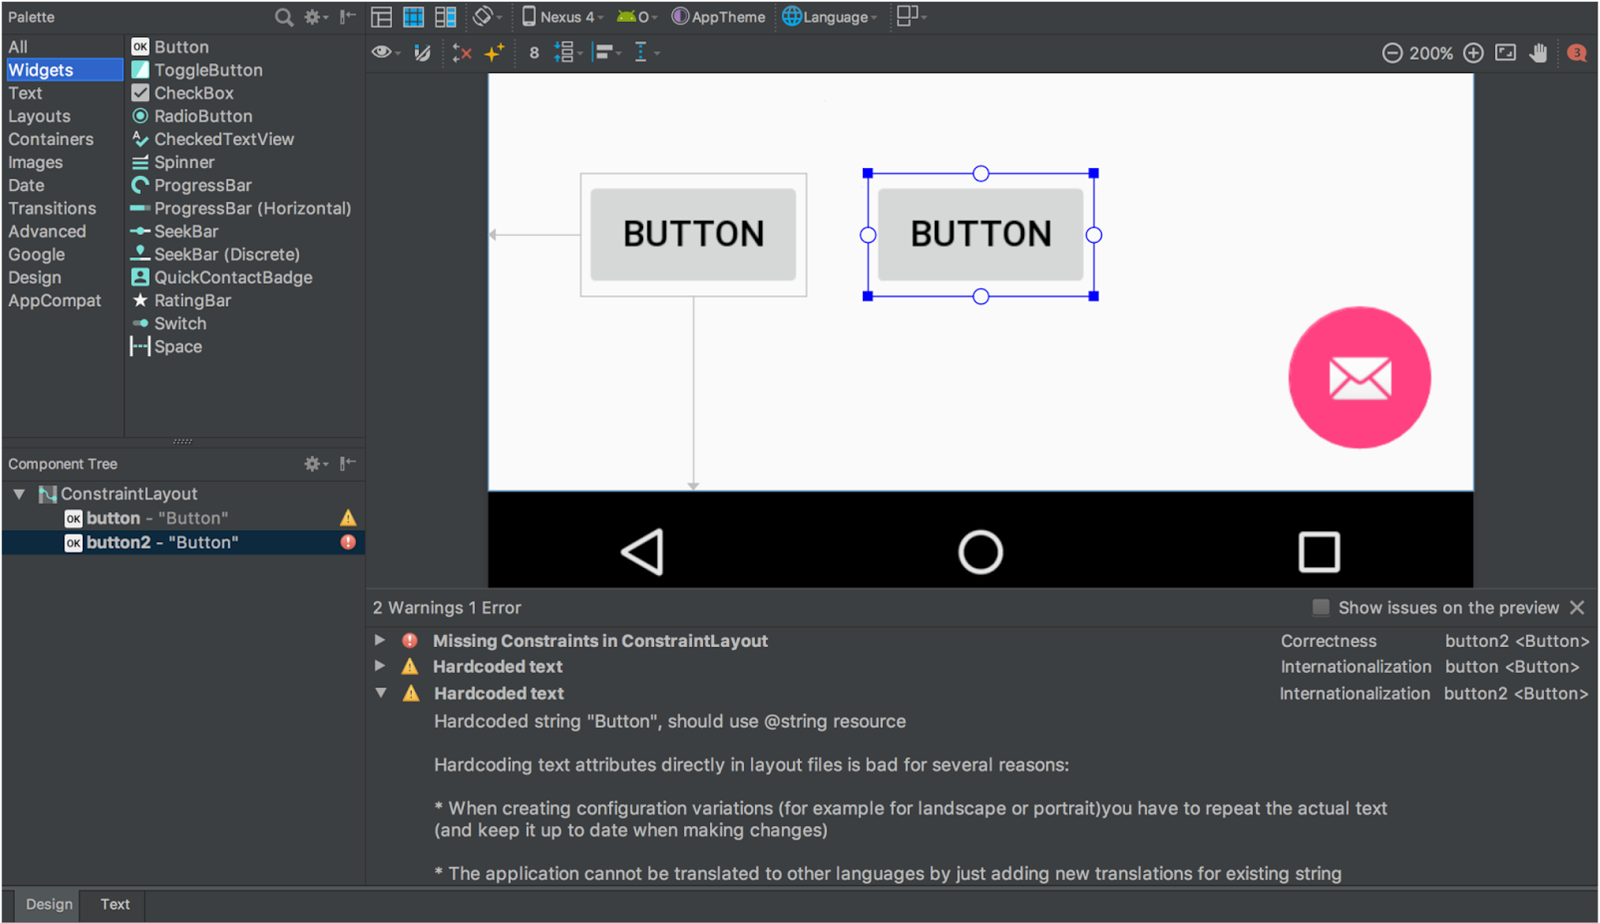 Palette
Nexus 4
O
AppTheme
Language
8
200%
3
All
Widgets
Text
Layouts
Containers
Images
Date
Transitions
Advanced
Google
Design
AppCompat
OK Button
ToggleButton
CheckBox
RadioButton
CheckedTextView
Spinner
ProgressBar
ProgressBar (Horizontal)
SeekBar
SeekBar (Discrete)
QuickContactBadge
RatingBar
Switch
Space
BUTTON
BUTTON
Component Tree
ConstraintLayout
OK button - "Button"
OK button2 - "Button"
2 Warnings 1 Error
Show issues on the preview
Missing Constraints in ConstraintLayout Correctness button2 <Button>
Hardcoded text Internationalization button <Button>
Hardcoded text Internationalization button2 <Button>
Hardcoded string "Button", should use @string resource
Hardcoding text attributes directly in layout files is bad for several reasons:
* When creating configuration variations (for example for landscape or portrait)you have to repeat the actual text
(and keep it up to date when making changes)
* The application cannot be translated to other languages by just adding new translations for existing string
Design
Text